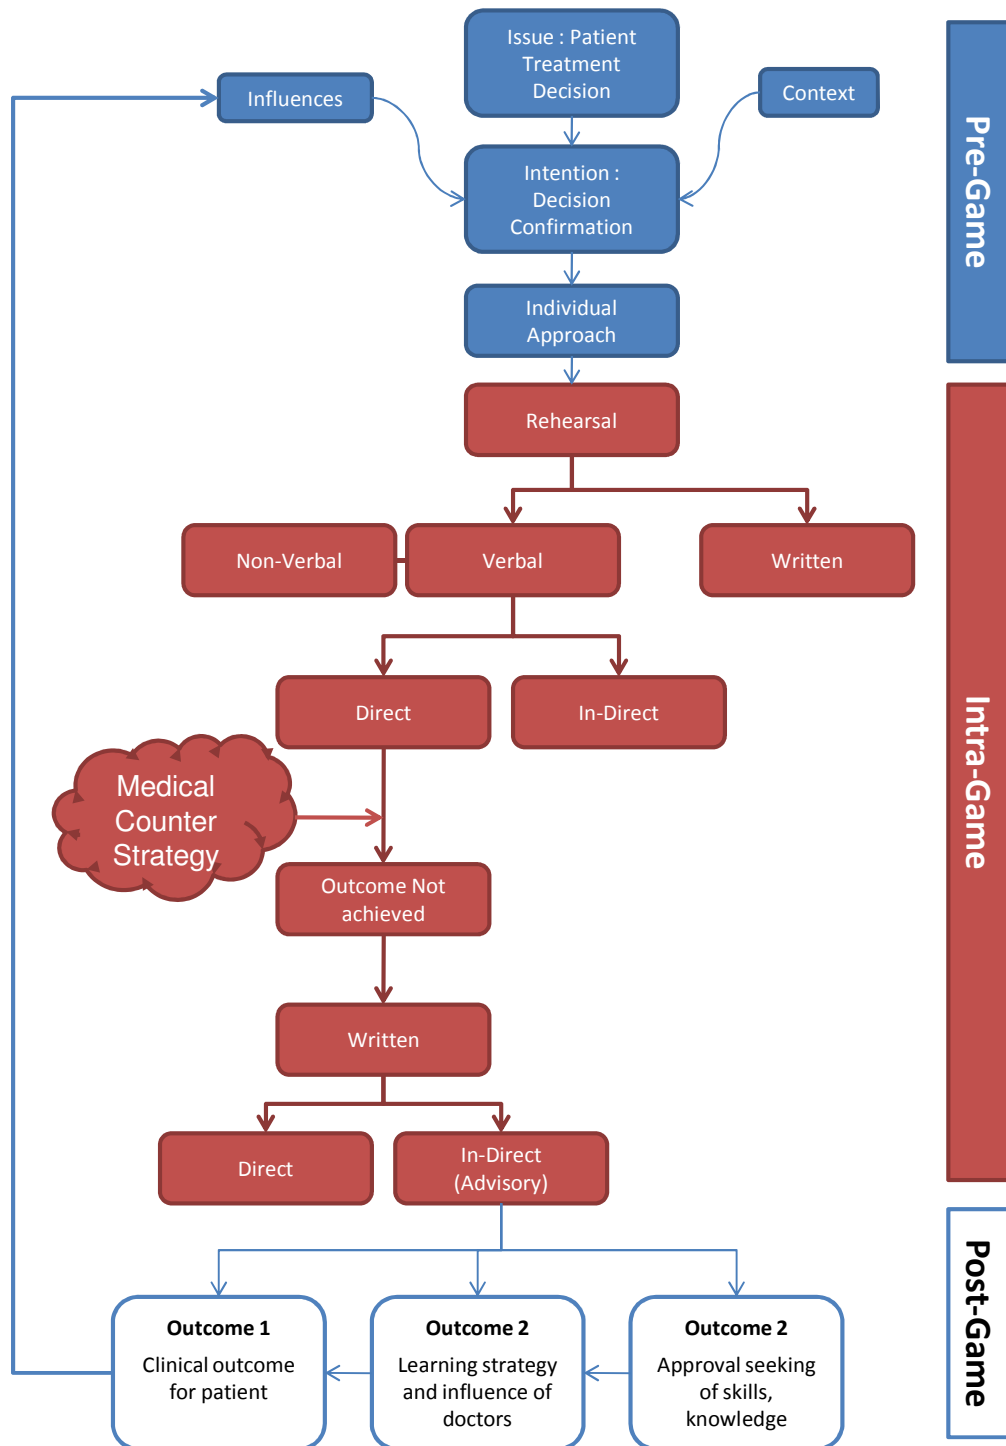 Issue : Patient
Treatment
Decision
Influences
Context
Pre-Game
Intention :
Decision
Confirmation
Individual
Approach
Rehearsal
Non-Verbal
Verbal
Written
Direct
In-Direct
Intra-Game
Medical
Counter
Strategy
Outcome Not
achieved
Written
Direct
In-Direct
(Advisory)
Post-Game
Outcome 1
Clinical outcome
for patient
Outcome 2
Learning strategy
and influence of
doctors
Outcome 2
Approval seeking
of skills,
knowledge